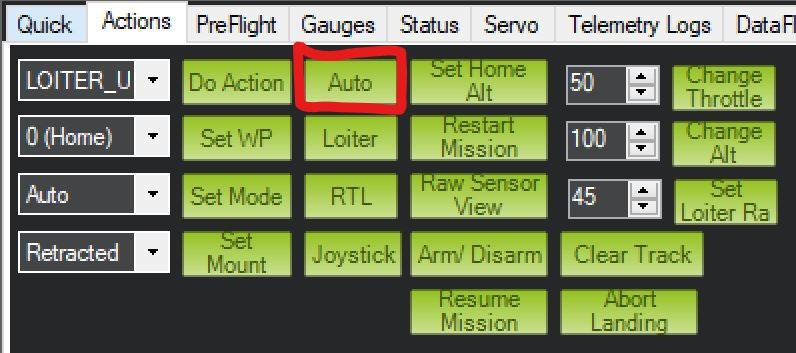 Quick Actions PreFlight Gauges Status Servo Telemetry Logs DataFl
LOITER_U Do Action Auto Set Home Alt 50 Change Throttle
0 (Home) Set WP Loiter Restart Mission 100 Change Alt
Auto Set Mode RTL Raw Sensor View 45 Set Loiter Ra
Retracted Set Mount Joystick Arm/ Disarm Clear Track
Resume Mission Abort Landing